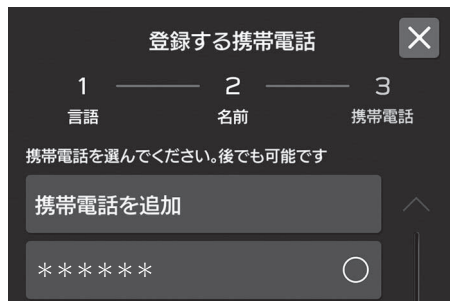 登録する携帯電話
1 2 3
言語 名前 携帯電話
携帯電話を選んでください。後でも可能です
携帯電話を追加
******